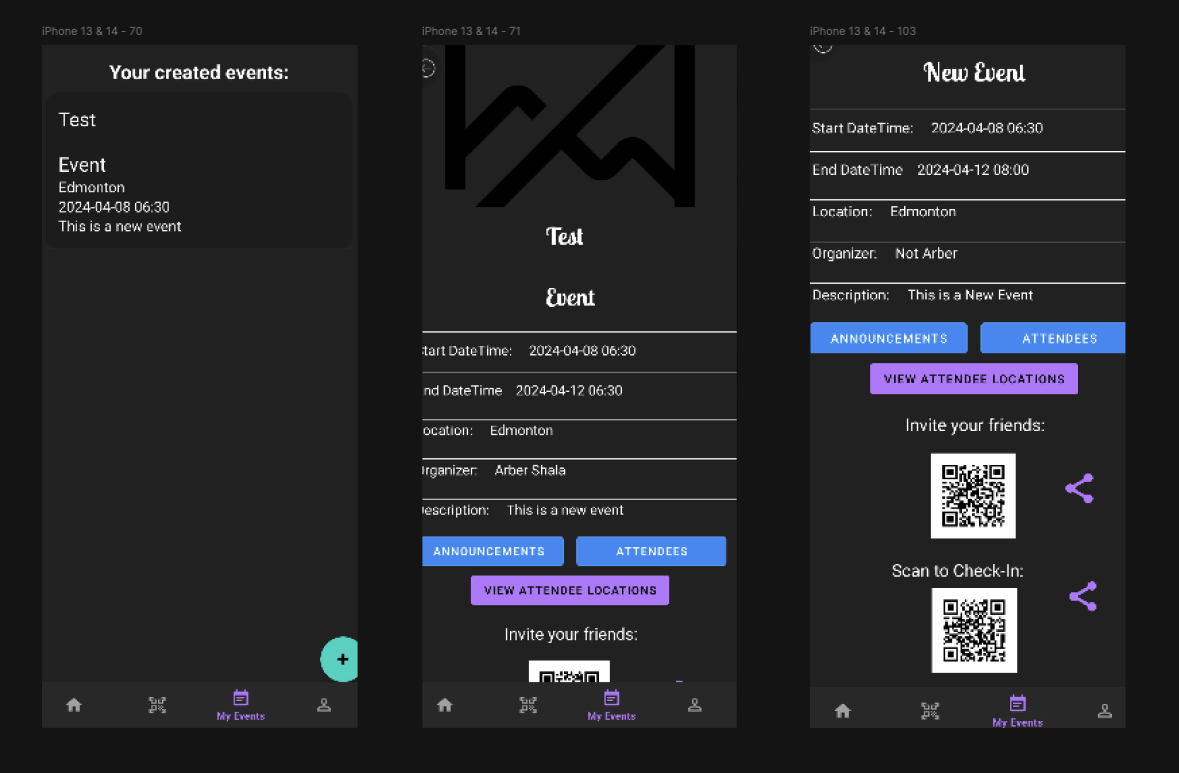 iPhone 13 & 14 - 70
Your created events:
Test
Event
Edmonton
2024-04-08 06:30
This is a new event
My Events
iPhone 13 & 14 - 71
Test
Event
tart DateTime: 2024-04-08 06:30
nd DateTime 2024-04-12 06:30
ocation: Edmonton
rganizer: Arber Shala
escription: This is a new event
ANNOUNCEMENTS ATTENDEES
VIEW ATTENDEE LOCATIONS
Invite your friends:
My Events
iPhone 13 & 14 - 103
New Event
Start DateTime: 2024-04-08 06:30
End DateTime 2024-04-12 08:00
Location: Edmonton
Organizer: Not Arber
Description: This is a New Event
ANNOUNCEMENTS ATTENDEES
VIEW ATTENDEE LOCATIONS
Invite your friends:
Scan to Check-In:
My Events